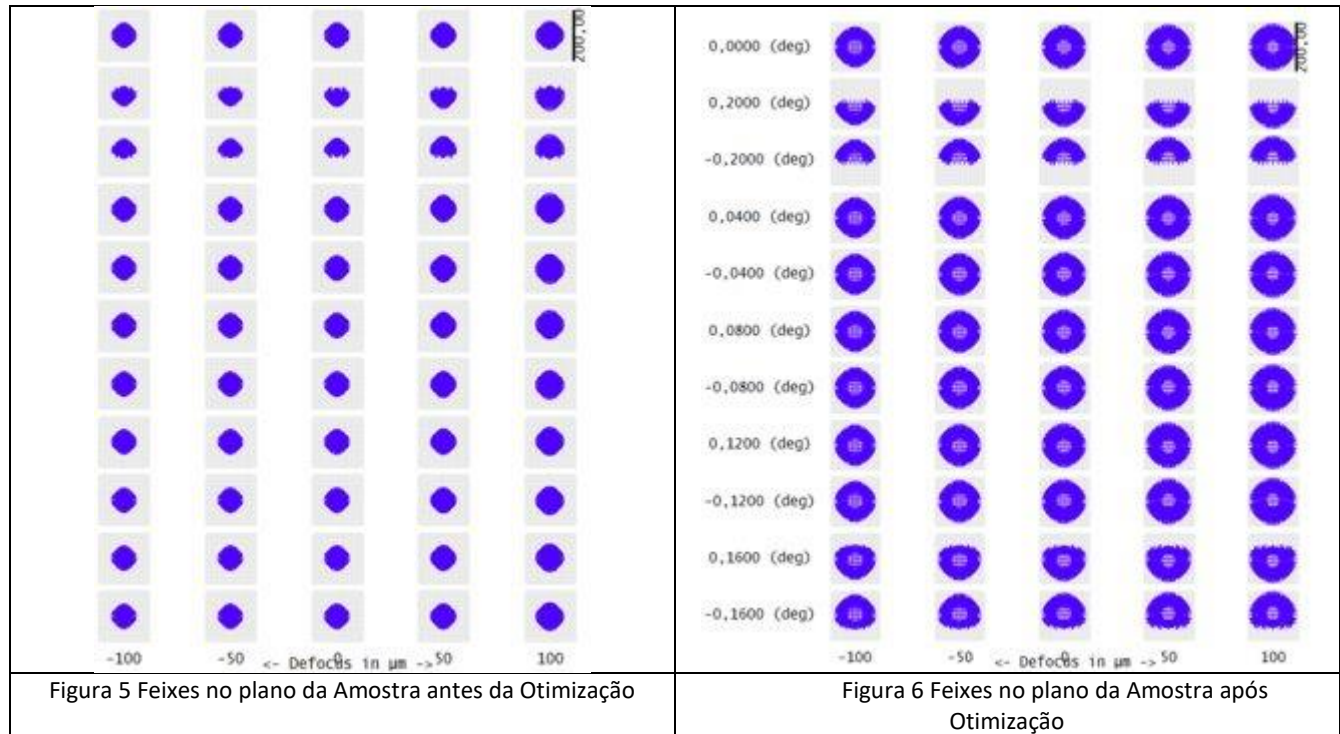 200,00
-100 -50 0 50 100
<- Defocus in µm ->
Figura 5 Feixes no plano da Amostra antes da Otimização
200,00
0,0000 (deg)
0,2000 (deg)
-0,2000 (deg)
0,0400 (deg)
-0,0400 (deg)
0,0800 (deg)
-0,0800 (deg)
0,1200 (deg)
-0,1200 (deg)
0,1600 (deg)
-0,1600 (deg)
-100 -50 0 50 100
<- Defocus in µm ->
Figura 6 Feixes no plano da Amostra após
Otimização